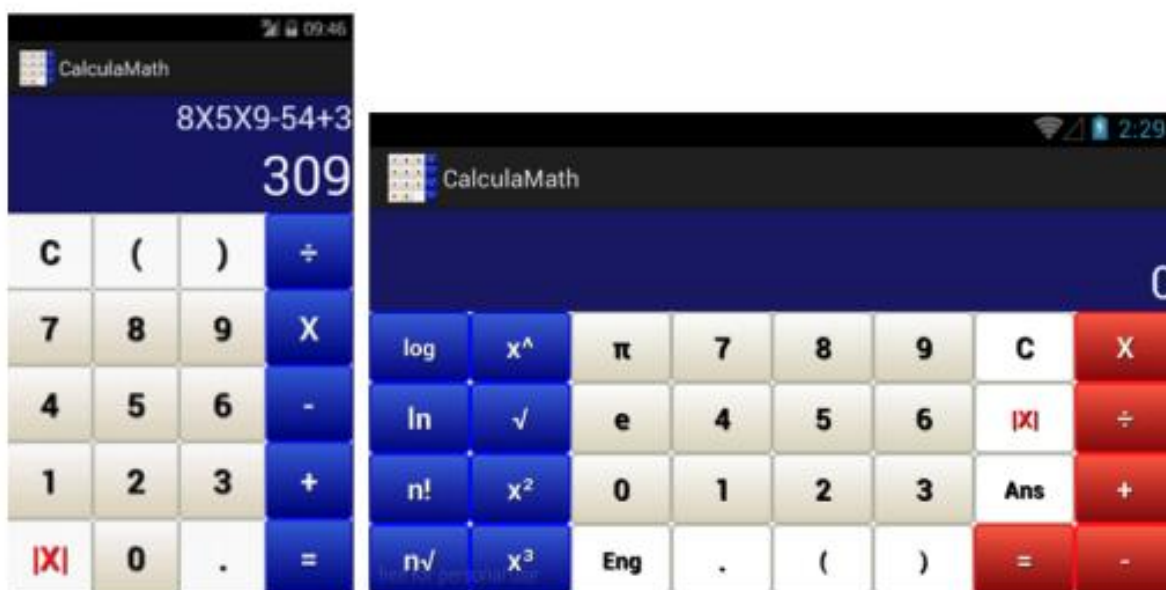 09:46
CalculaMath
8X5X9-54+3
309
C ( ) ÷
7 8 9 X
4 5 6 -
1 2 3 +
|X| 0 . =
2:29
CalculaMath
0
log x^ π 7 8 9 C X
ln √ e 4 5 6 |X| ÷
n! x² 0 1 2 3 Ans +
n√ x³ Eng . ( ) = -